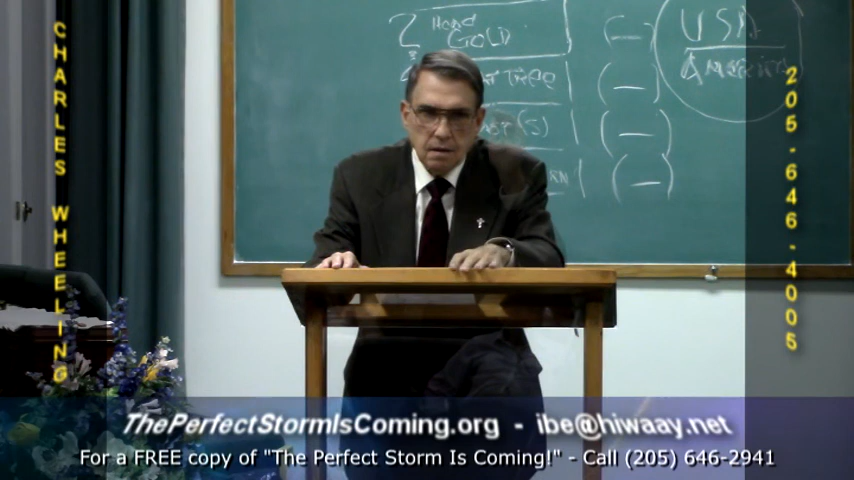 CHARLES WHEELING
Head
GOLD
USA
America
205-646-4005
ThePerfectStormIsComing.org - ibe@hiwaay.net
For a FREE copy of "The Perfect Storm Is Coming!" - Call (205) 646-2941